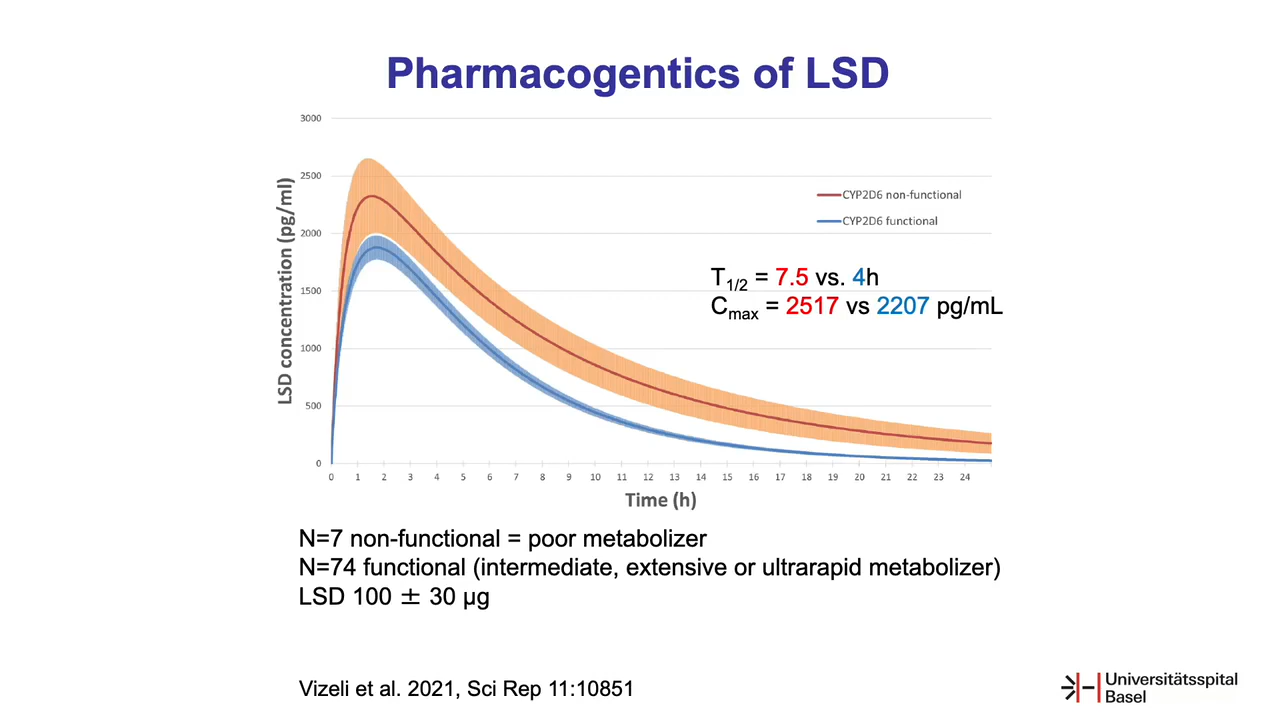 Pharmacogentics of LSD
3000
2500
2000
1500
1000
500
0
LSD concentration (pg/ml)
CYP2D6 non-functional
CYP2D6 functional
T1/2 = 7.5 vs. 4h
Cmax = 2517 vs 2207 pg/mL
0 1 2 3 4 5 6 7 8 9 10 11 12 13 14 15 16 17 18 19 20 21 22 23 24
Time (h)
N=7 non-functional = poor metabolizer
N=74 functional (intermediate, extensive or ultrarapid metabolizer)
LSD 100 ± 30 µg
Vizeli et al. 2021, Sci Rep 11:10851
Universitätsspital
Basel